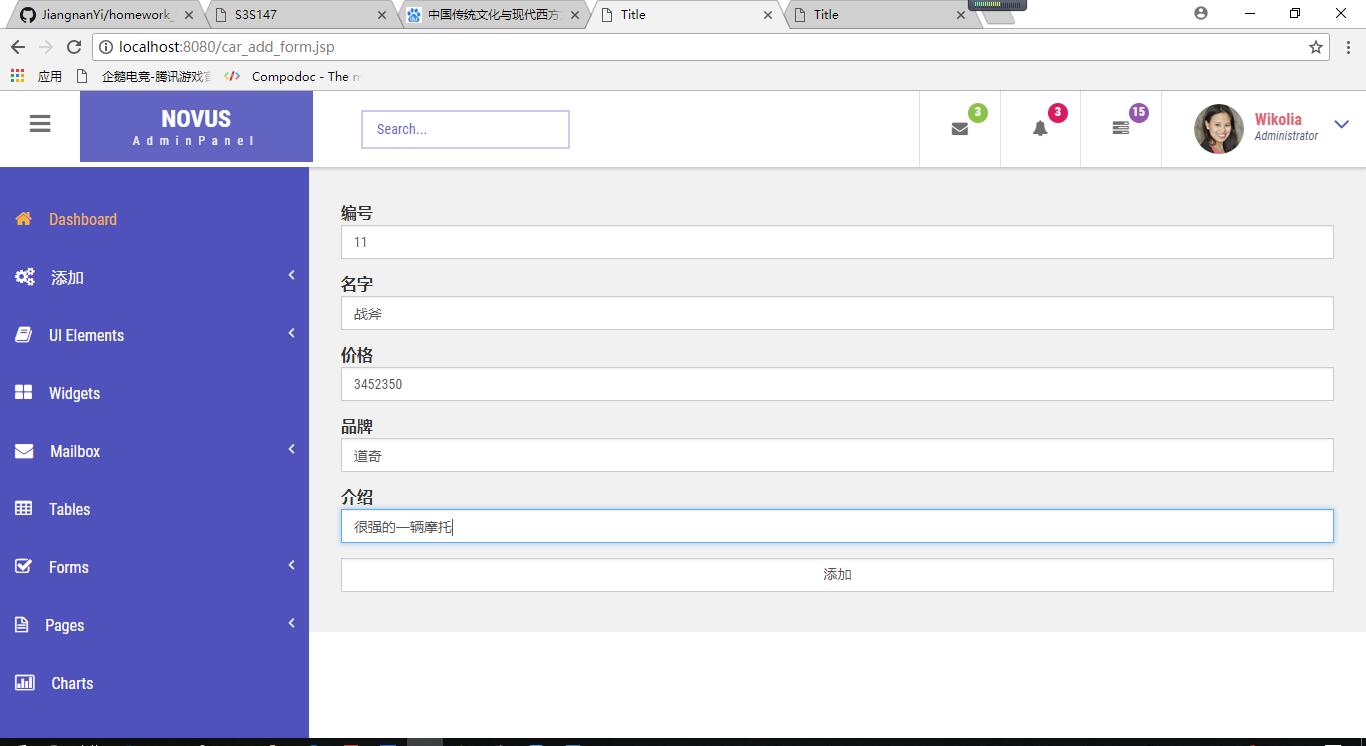 JiangnanYi/homework_
S3S147
中国传统文化与现代西方
Title
Title
localhost:8080/car_add_form.jsp
应用
企鹅电竞-腾讯游戏官
Compodoc - The m
NOVUS
AdminPanel
Search...
3
3
15
Wikolia
Administrator
Dashboard
添加
UI Elements
Widgets
Mailbox
Tables
Forms
Pages
Charts
编号
11
名字
战斧
价格
3452350
品牌
道奇
介绍
很强的一辆摩托
添加